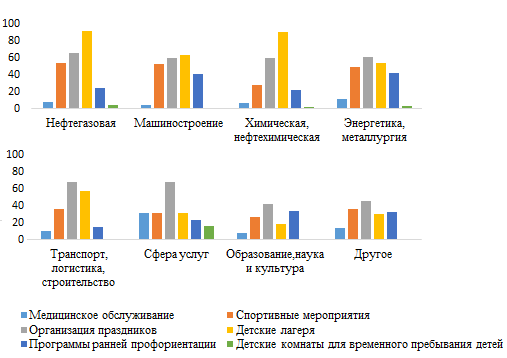 100
80
60
40
20
0
Нефтегазовая Машиностроение Химическая, Энергетика,
нефтехимическая металлургия
100
80
60
40
20
0
Транспорт, Сфера услуг Образование,наука Другое
логистика, и культура
строительство
Медицинское обслуживание Спортивные мероприятия
Организация праздников Детские лагеря
Программы ранней профориентации Детские комнаты для временного пребывания детей